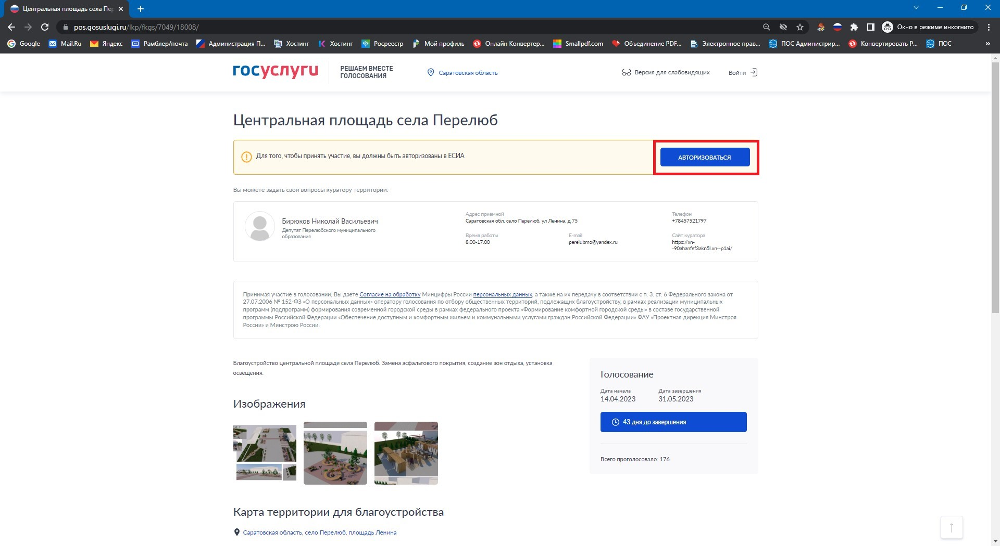 Центральная площадь села Пер
pos.gosuslugi.ru/lkp/fkgs/7049/18008/
Окно в режиме инкогнито
Google
Mail.Ru
Яндекс
Рамблер/почта
Администрация П...
Хостинг
Хостинг
Росреестр
Мой профиль
Онлайн Конвертер...
Smallpdf.com
Объединение PDF...
Электронное прав...
ПОС Администрир...
Конвертировать Р...
ПОС
»
госуслуги
РЕШАЕМ ВМЕСТЕ
ГОЛОСОВАНИЯ
Саратовская область
Версия для слабовидящих
Войти
Центральная площадь села Перелюб
Для того, чтобы принять участие, вы должны быть авторизованы в ЕСИА
АВТОРИЗОВАТЬСЯ
Вы можете задать свои вопросы куратору территории:
Бирюков Николай Васильевич
Депутат Перелюбского муниципального
образования
Адрес приемной
Саратовская обл, село Перелюб, ул Ленина, д 75
Телефон
+78457521797
Время работы
8.00-17.00
E-mail
perelubmo@yandex.ru
Сайт куратора
https://xn-
-90ahanfef3akn5l.xn--p1ai/
Принимая участие в голосовании, Вы даете Согласие на обработку Минцифры России персональных данных, а также на их передачу в соответствии с п. 3. ст. 6 Федерального закона от
27.07.2006 № 152-ФЗ «О персональных данных» оператору голосования по отбору общественных территорий, подлежащих благоустройству, в рамках реализации муниципальных
программ (подпрограмм) формирования современной городской среды в рамках федерального проекта «Формирование комфортной городской среды» в составе государственной
программы Российской Федерации «Обеспечение доступным и комфортным жильем и коммунальными услугами граждан Российской Федерации» ФАУ «Проектная дирекция Минстроя
России» и Минстрою России.
Благоустройство центральной площади села Перелюб. Замена асфальтового покрытия, создание зон отдыха, установка
освещения.
Голосование
Дата начала
14.04.2023
Дата завершения
31.05.2023
43 дня до завершения
Всего проголосовало: 176
Изображения
Карта территории для благоустройства
Саратовская область, село Перелюб, площадь Ленина